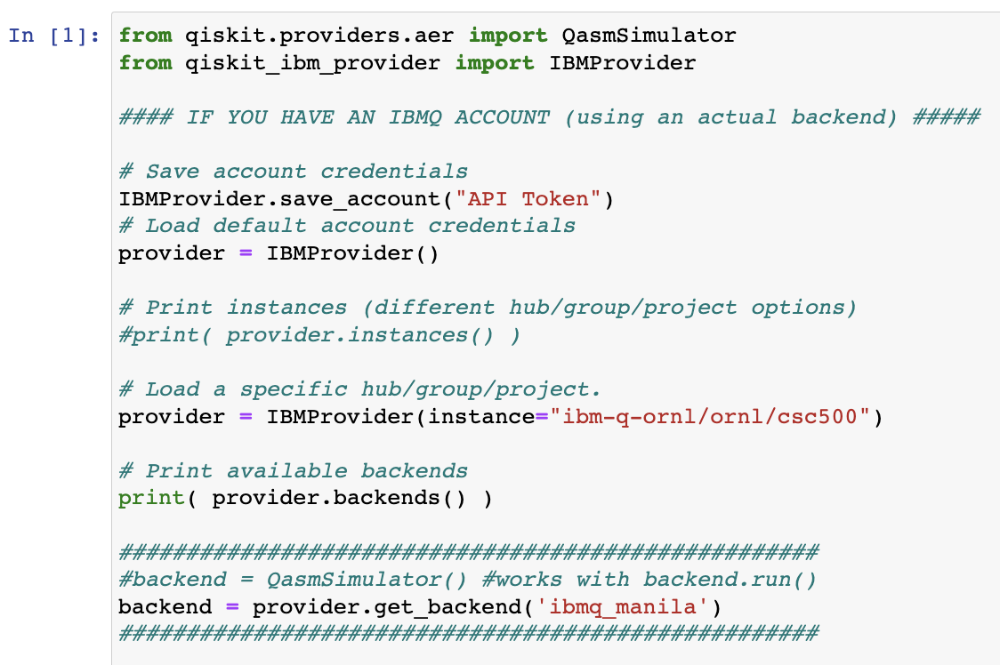 In [1]: from qiskit.providers.aer import QasmSimulator
from qiskit_ibm_provider import IBMProvider
#### IF YOU HAVE AN IBMQ ACCOUNT (using an actual backend) #####
# Save account credentials
IBMProvider.save_account("API Token")
# Load default account credentials
provider = IBMProvider()
# Print instances (different hub/group/project options)
#print( provider.instances() )
# Load a specific hub/group/project.
provider = IBMProvider(instance="ibm-q-ornl/ornl/csc500")
# Print available backends
print( provider.backends() )
####################################################
#backend = QasmSimulator() #works with backend.run()
backend = provider.get_backend('ibmq_manila')
####################################################